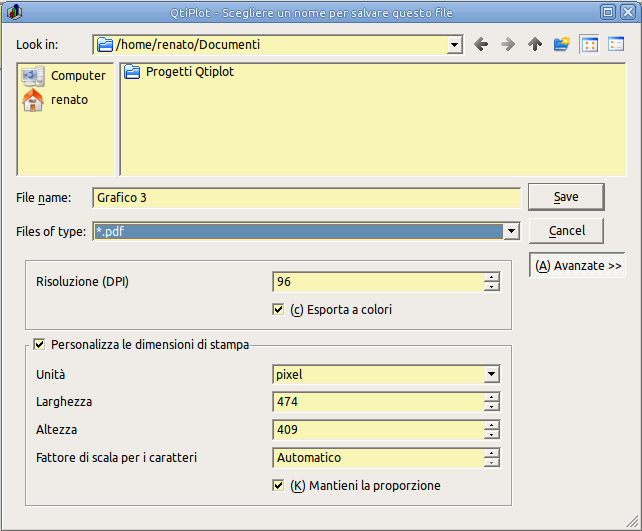 QtiPlot - Scegliere un nome per salvare questo file
Look in: /home/renato/Documenti
Computer
renato
Progetti Qtiplot
File name: Grafico 3 Save
Files of type: *.pdf Cancel
(A) Avanzate >>
Risoluzione (DPI) 96
(c) Esporta a colori
Personalizza le dimensioni di stampa
Unità pixel
Larghezza 474
Altezza 409
Fattore di scala per i caratteri Automatico
(K) Mantieni la proporzione